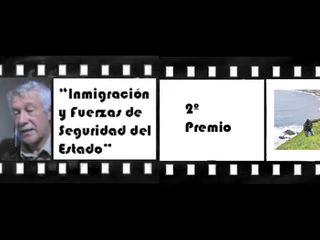 "Inmigración
y Fuerzas de
Seguridad del
Estado"
2º
Premio